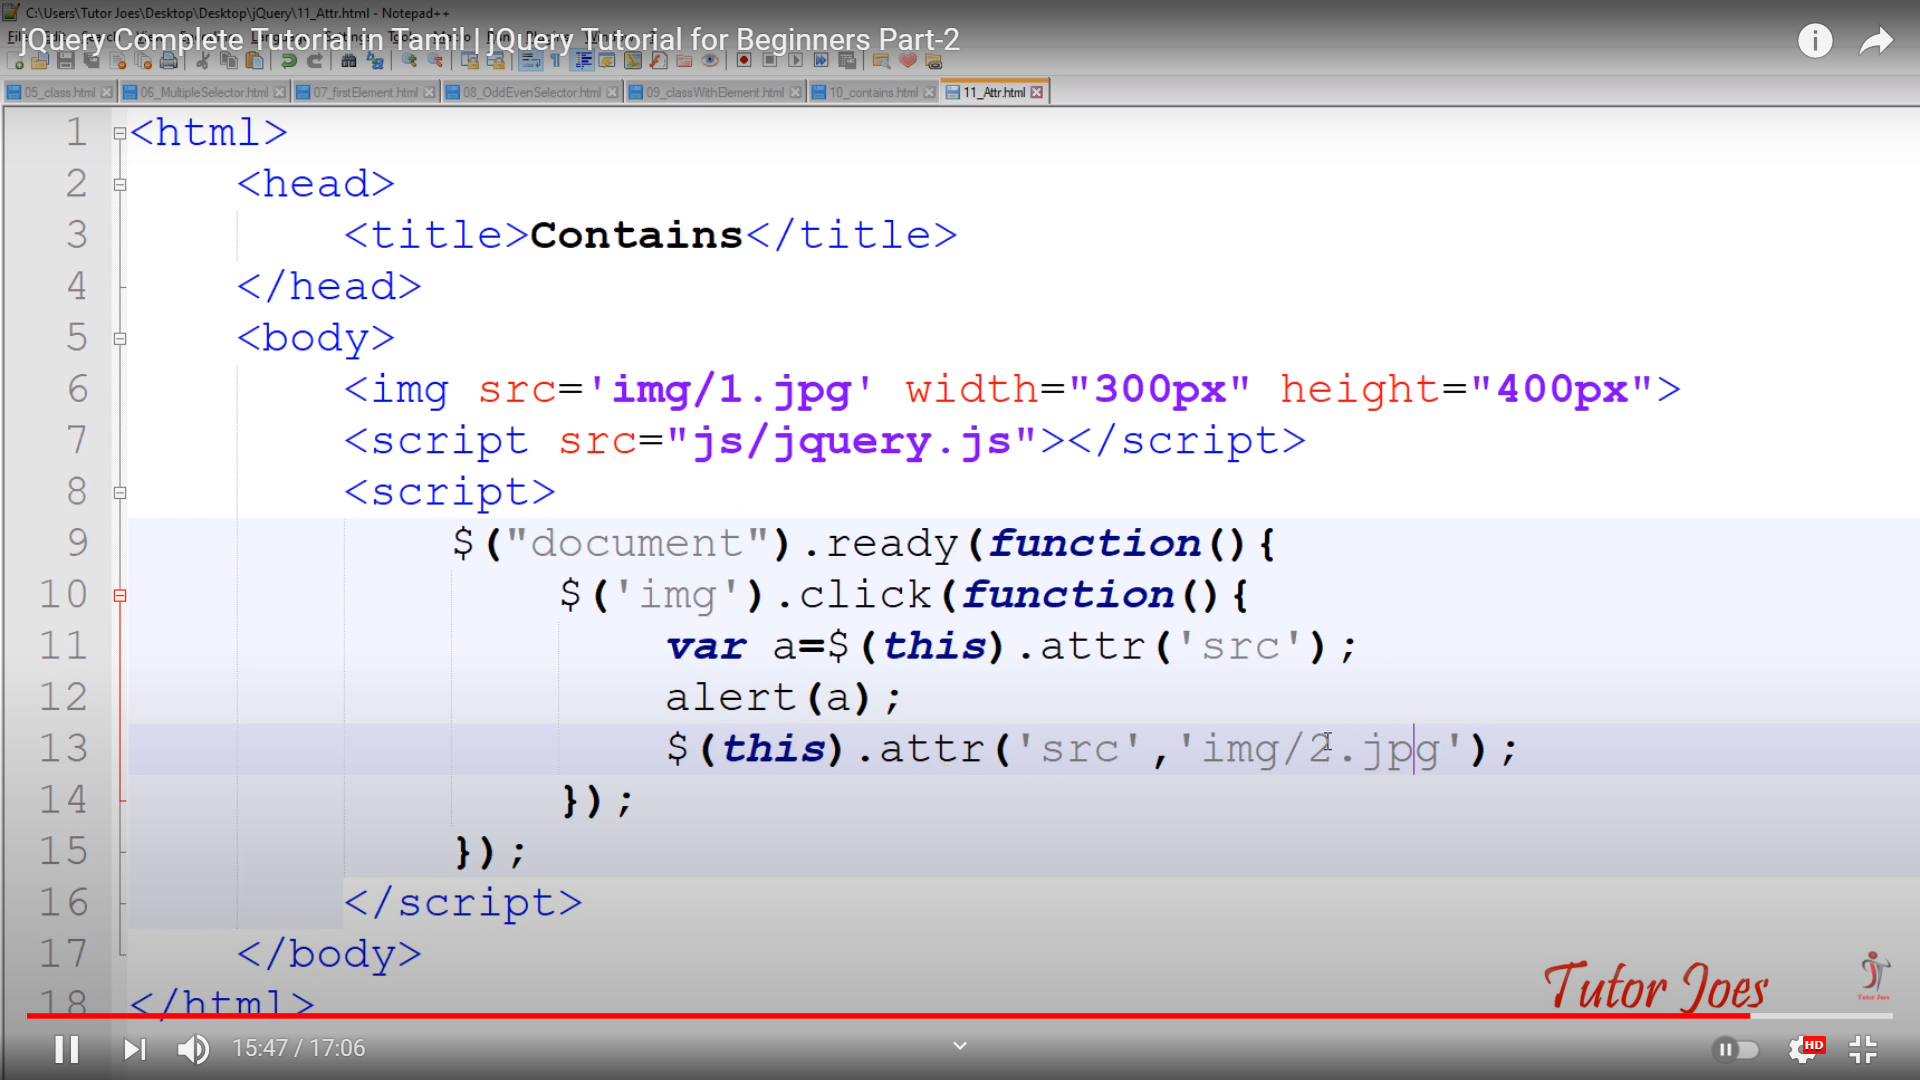 C:\Users\Tutor Joes\Desktop\Desktop\jQuery\11_Attr.html - Notepad++
jQuery Complete Tutorial in Tamil | jQuery Tutorial for Beginners Part-2
05_class.html 06_MultipleSelector.html 07_firstElement.html 08_OddEvenSelector.html 09_classWithElement.html 10_contains.html 11_Attr.html
1 <html>
2 <head>
3 <title>Contains</title>
4 </head>
5 <body>
6 <img src='img/1.jpg' width="300px" height="400px">
7 <script src="js/jquery.js"></script>
8 <script>
9 $("document").ready(function(){
10 $('img').click(function(){
11 var a=$(this).attr('src');
12 alert(a);
13 $(this).attr('src','img/2.jpg');
14 });
15 });
16 </script>
17 </body>
18 </html>
Tutor Joes
Tutor Joes
15:47 / 17:06
HD